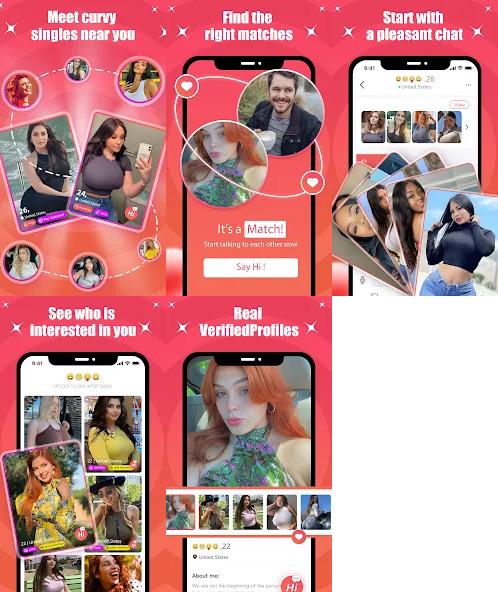 Meet curvy
singles near you
26,
United States
24,
United States
Hi
Find the
right matches
It's a Match!
Start talking to each other now
Say Hi !
Start with
a pleasant chat
9:41
,26
United States
View
See who is
interested in you
9:41
Unlock to see what types
22 | United States
Hi
Real
VerifiedProfiles
,22
United States
About me:
We are not the beginning of the
Hi